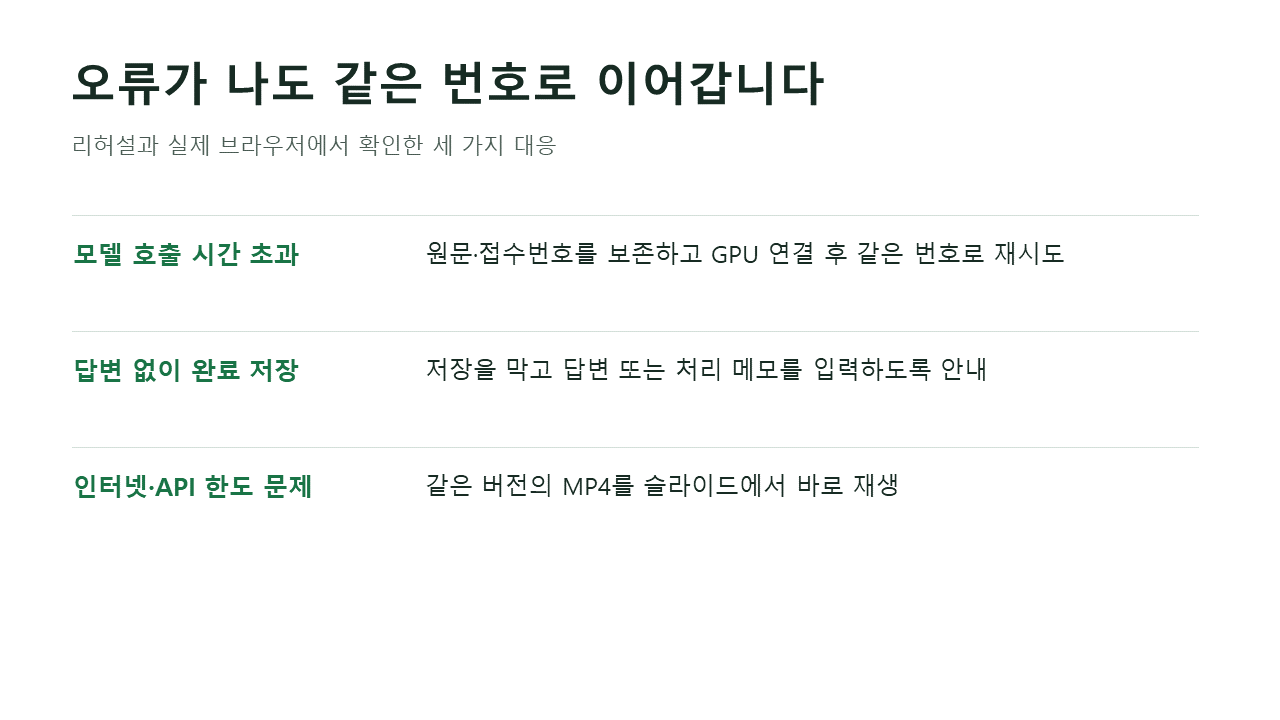 오류가 나도 같은 번호로 이어갑니다
리허설과 실제 브라우저에서 확인한 세 가지 대응
모델 호출 시간 초과
원문·접수번호를 보존하고 GPU 연결 후 같은 번호로 재시도
답변 없이 완료 저장
저장을 막고 답변 또는 처리 메모를 입력하도록 안내
인터넷·API 한도 문제
같은 버전의 MP4를 슬라이드에서 바로 재생